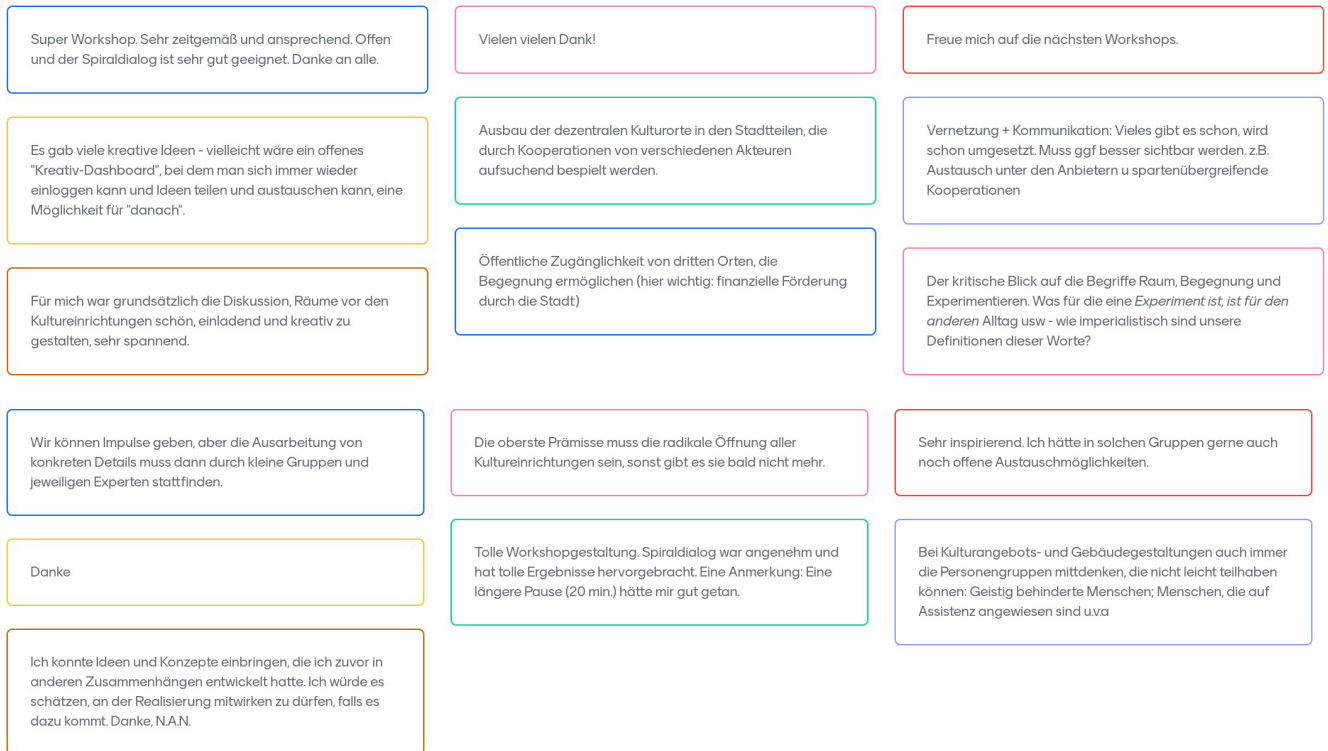 Super Workshop. Sehr zeitgemäß und ansprechend. Offen
und der Spiraldialog ist sehr gut geeignet. Danke an alle.
Es gab viele kreative Ideen - vielleicht wäre ein offenes
"Kreativ-Dashboard", bei dem man sich immer wieder
einloggen kann und Ideen teilen und austauschen kann, eine
Möglichkeit für "danach".
Für mich war grundsätzlich die Diskussion, Räume vor den
Kultureinrichtungen schön, einladend und kreativ zu
gestalten, sehr spannend.
Vielen vielen Dank!
Ausbau der dezentralen Kulturorte in den Stadtteilen, die
durch Kooperationen von verschiedenen Akteuren
aufsuchend bespielt werden.
Öffentliche Zugänglichkeit von dritten Orten, die
Begegnung ermöglichen (hier wichtig: finanzielle Förderung
durch die Stadt)
Freue mich auf die nächsten Workshops.
Vernetzung + Kommunikation: Vieles gibt es schon, wird
schon umgesetzt. Muss ggf besser sichtbar werden. z.B.
Austausch unter den Anbietern u spartenübergreifende
Kooperationen
Der kritische Blick auf die Begriffe Raum, Begegnung und
Experimentieren. Was für die eine Experiment ist, ist für den
anderen Alltag usw - wie imperialistisch sind unsere
Definitionen dieser Worte?
Wir können Impulse geben, aber die Ausarbeitung von
konkreten Details muss dann durch kleine Gruppen und
jeweiligen Experten stattfinden.
Danke
Ich konnte Ideen und Konzepte einbringen, die ich zuvor in
anderen Zusammenhängen entwickelt hatte. Ich würde es
schätzen, an der Realisierung mitwirken zu dürfen, falls es
dazu kommt. Danke, N.A.N.
Die oberste Prämisse muss die radikale Öffnung aller
Kultureinrichtungen sein, sonst gibt es sie bald nicht mehr.
Tolle Workshopgestaltung. Spiraldialog war angenehm und
hat tolle Ergebnisse hervorgebracht. Eine Anmerkung: Eine
längere Pause (20 min.) hätte mir gut getan.
Sehr inspirierend. Ich hätte in solchen Gruppen gerne auch
noch offene Austauschmöglichkeiten.
Bei Kulturangebots- und Gebäudegestaltungen auch immer
die Personengruppen mittdenken, die nicht leicht teilhaben
können: Geistig behinderte Menschen; Menschen, die auf
Assistenz angewiesen sind u.v.a